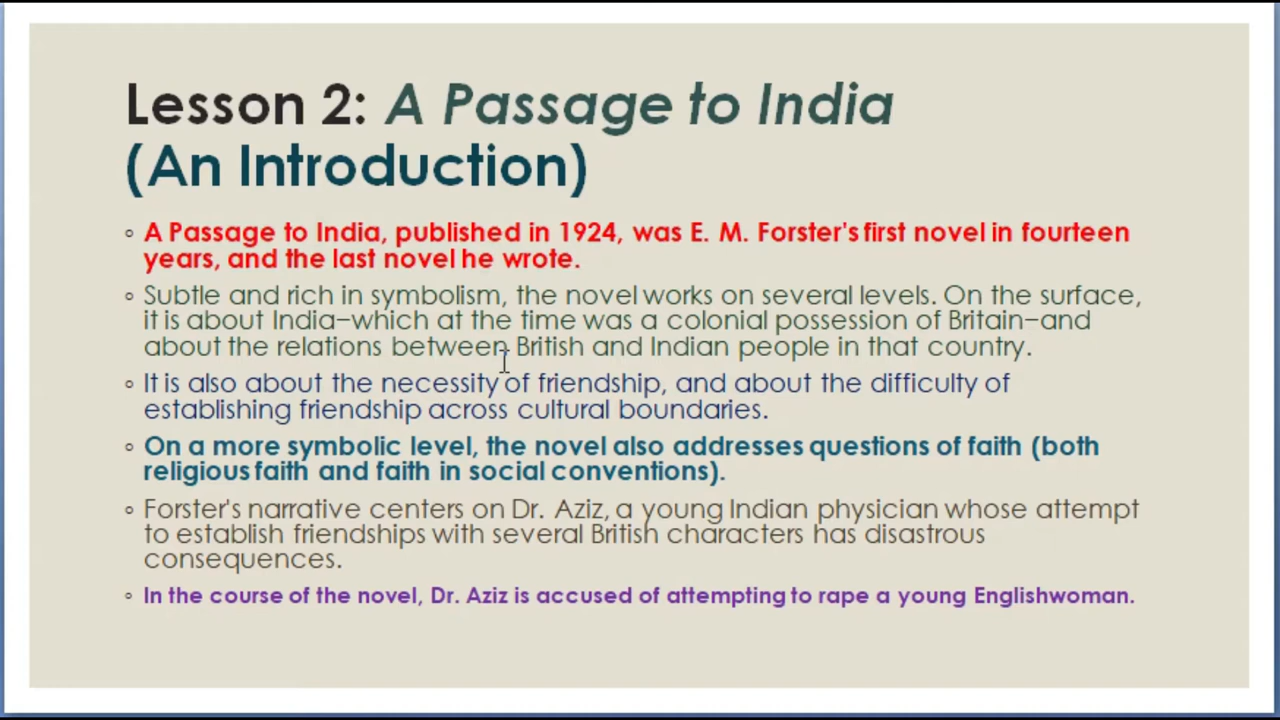 Lesson 2: A Passage to India
(An Introduction)
◦ A Passage to India, published in 1924, was E. M. Forster's first novel in fourteen
years, and the last novel he wrote.
◦ Subtle and rich in symbolism, the novel works on several levels. On the surface,
it is about India–which at the time was a colonial possession of Britain–and
about the relations between British and Indian people in that country.
◦ It is also about the necessity of friendship, and about the difficulty of
establishing friendship across cultural boundaries.
◦ On a more symbolic level, the novel also addresses questions of faith (both
religious faith and faith in social conventions).
◦ Forster's narrative centers on Dr. Aziz, a young Indian physician whose attempt
to establish friendships with several British characters has disastrous
consequences.
◦ In the course of the novel, Dr. Aziz is accused of attempting to rape a young Englishwoman.